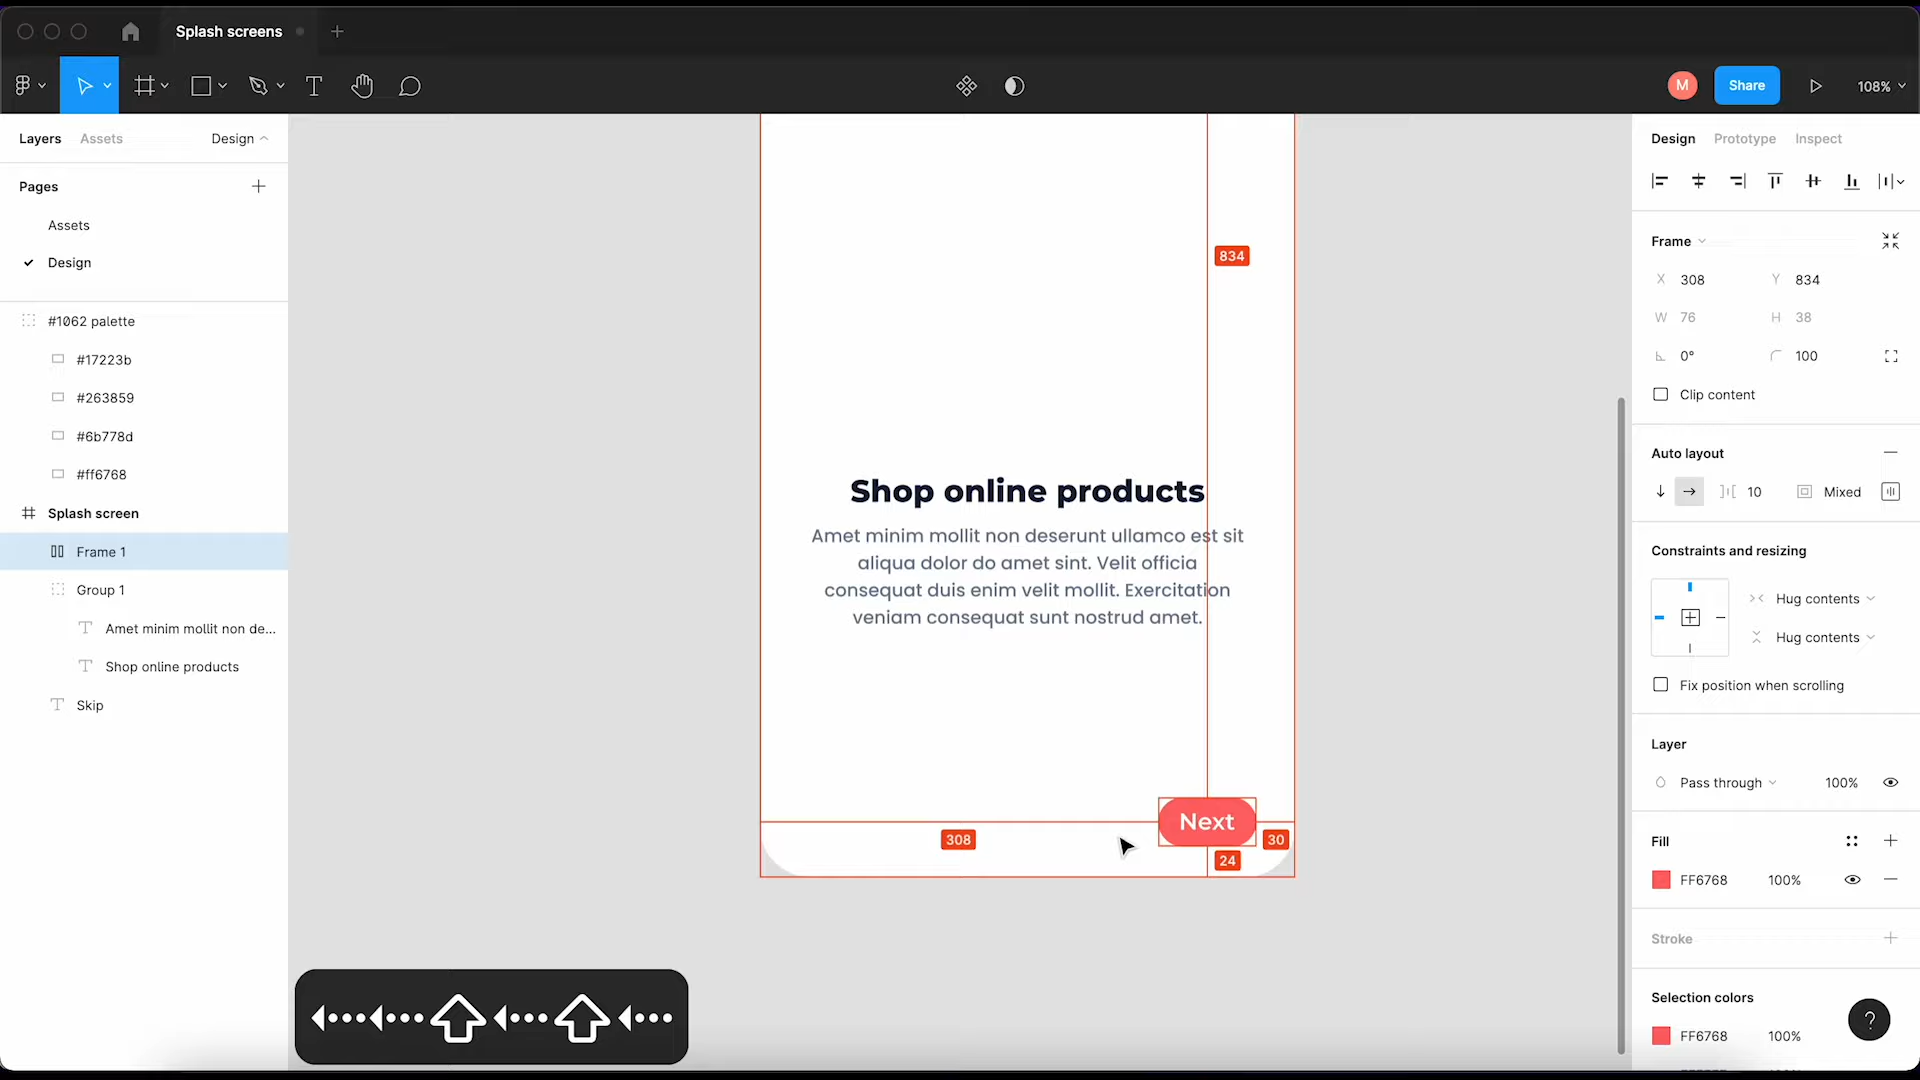 Splash screens
M
Share
108%
Layers
Assets
Design
Pages
Assets
Design
#1062 palette
#17223b
#263859
#6b778d
#ff6768
Splash screen
Frame 1
Group 1
Amet minim mollit non de...
Shop online products
Skip
834
Shop online products
Amet minim mollit non deserunt ullamco est sit
aliqua dolor do amet sint. Velit officia
consequat duis enim velit mollit. Exercitation
veniam consequat sunt nostrud amet.
Next
308
30
24
Design Prototype Inspect
Frame
X 308 Y 834
W 76 H 38
0° 100
Clip content
Auto layout
10 Mixed
Constraints and resizing
Hug contents
Hug contents
Fix position when scrolling
Layer
Pass through 100%
Fill
FF6768 100%
Stroke
Selection colors
FF6768 100%
?